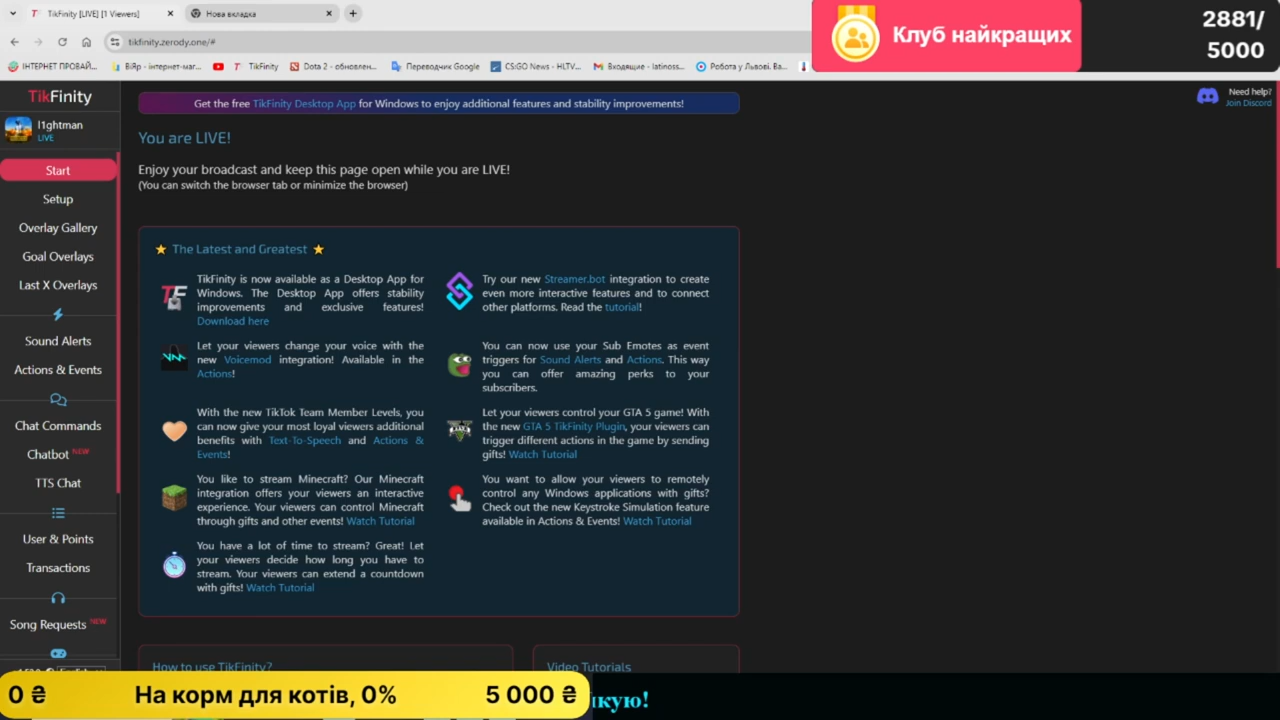 TikFinity [LIVE] [1 Viewers]
Нова вкладка
tikfinity.zerody.one/#
ІНТЕРНЕТ ПРОВАЙ...
ВіЯр - інтернет-маг...
TikFinity
Dota 2 - обновлен...
Переводчик Google
CS:GO News - HLTV...
Входящие - latinoss...
Робота у Львові. Ва...
Клуб найкращих
2881/
5000
TikFinity
l1ghtman
LIVE
Start
Setup
Overlay Gallery
Goal Overlays
Last X Overlays
Sound Alerts
Actions & Events
Chat Commands
Chatbot NEW
TTS Chat
User & Points
Transactions
Song Requests NEW
Get the free TikFinity Desktop App for Windows to enjoy additional features and stability improvements!
Need help?
Join Discord
You are LIVE!
Enjoy your broadcast and keep this page open while you are LIVE!
(You can switch the browser tab or minimize the browser)
The Latest and Greatest
TikFinity is now available as a Desktop App for
Windows. The Desktop App offers stability
improvements and exclusive features!
Download here
Try our new Streamer.bot integration to create
even more interactive features and to connect
other platforms. Read the tutorial!
Let your viewers change your voice with the
new Voicemod integration! Available in the
Actions!
You can now use your Sub Emotes as event
triggers for Sound Alerts and Actions. This way
you can offer amazing perks to your
subscribers.
With the new TikTok Team Member Levels, you
can now give your most loyal viewers additional
benefits with Text-To-Speech and Actions &
Events!
Let your viewers control your GTA 5 game! With
the new GTA 5 TikFinity Plugin, your viewers can
trigger different actions in the game by sending
gifts! Watch Tutorial
You like to stream Minecraft? Our Minecraft
integration offers your viewers an interactive
experience. Your viewers can control Minecraft
through gifts and other events! Watch Tutorial
You want to allow your viewers to remotely
control any Windows applications with gifts?
Check out the new Keystroke Simulation feature
available in Actions & Events! Watch Tutorial
You have a lot of time to stream? Great! Let
your viewers decide how long you have to
stream. Your viewers can extend a countdown
with gifts! Watch Tutorial
How to use TikFinity?
Video Tutorials
0 ₴ На корм для котів, 0% 5 000 ₴